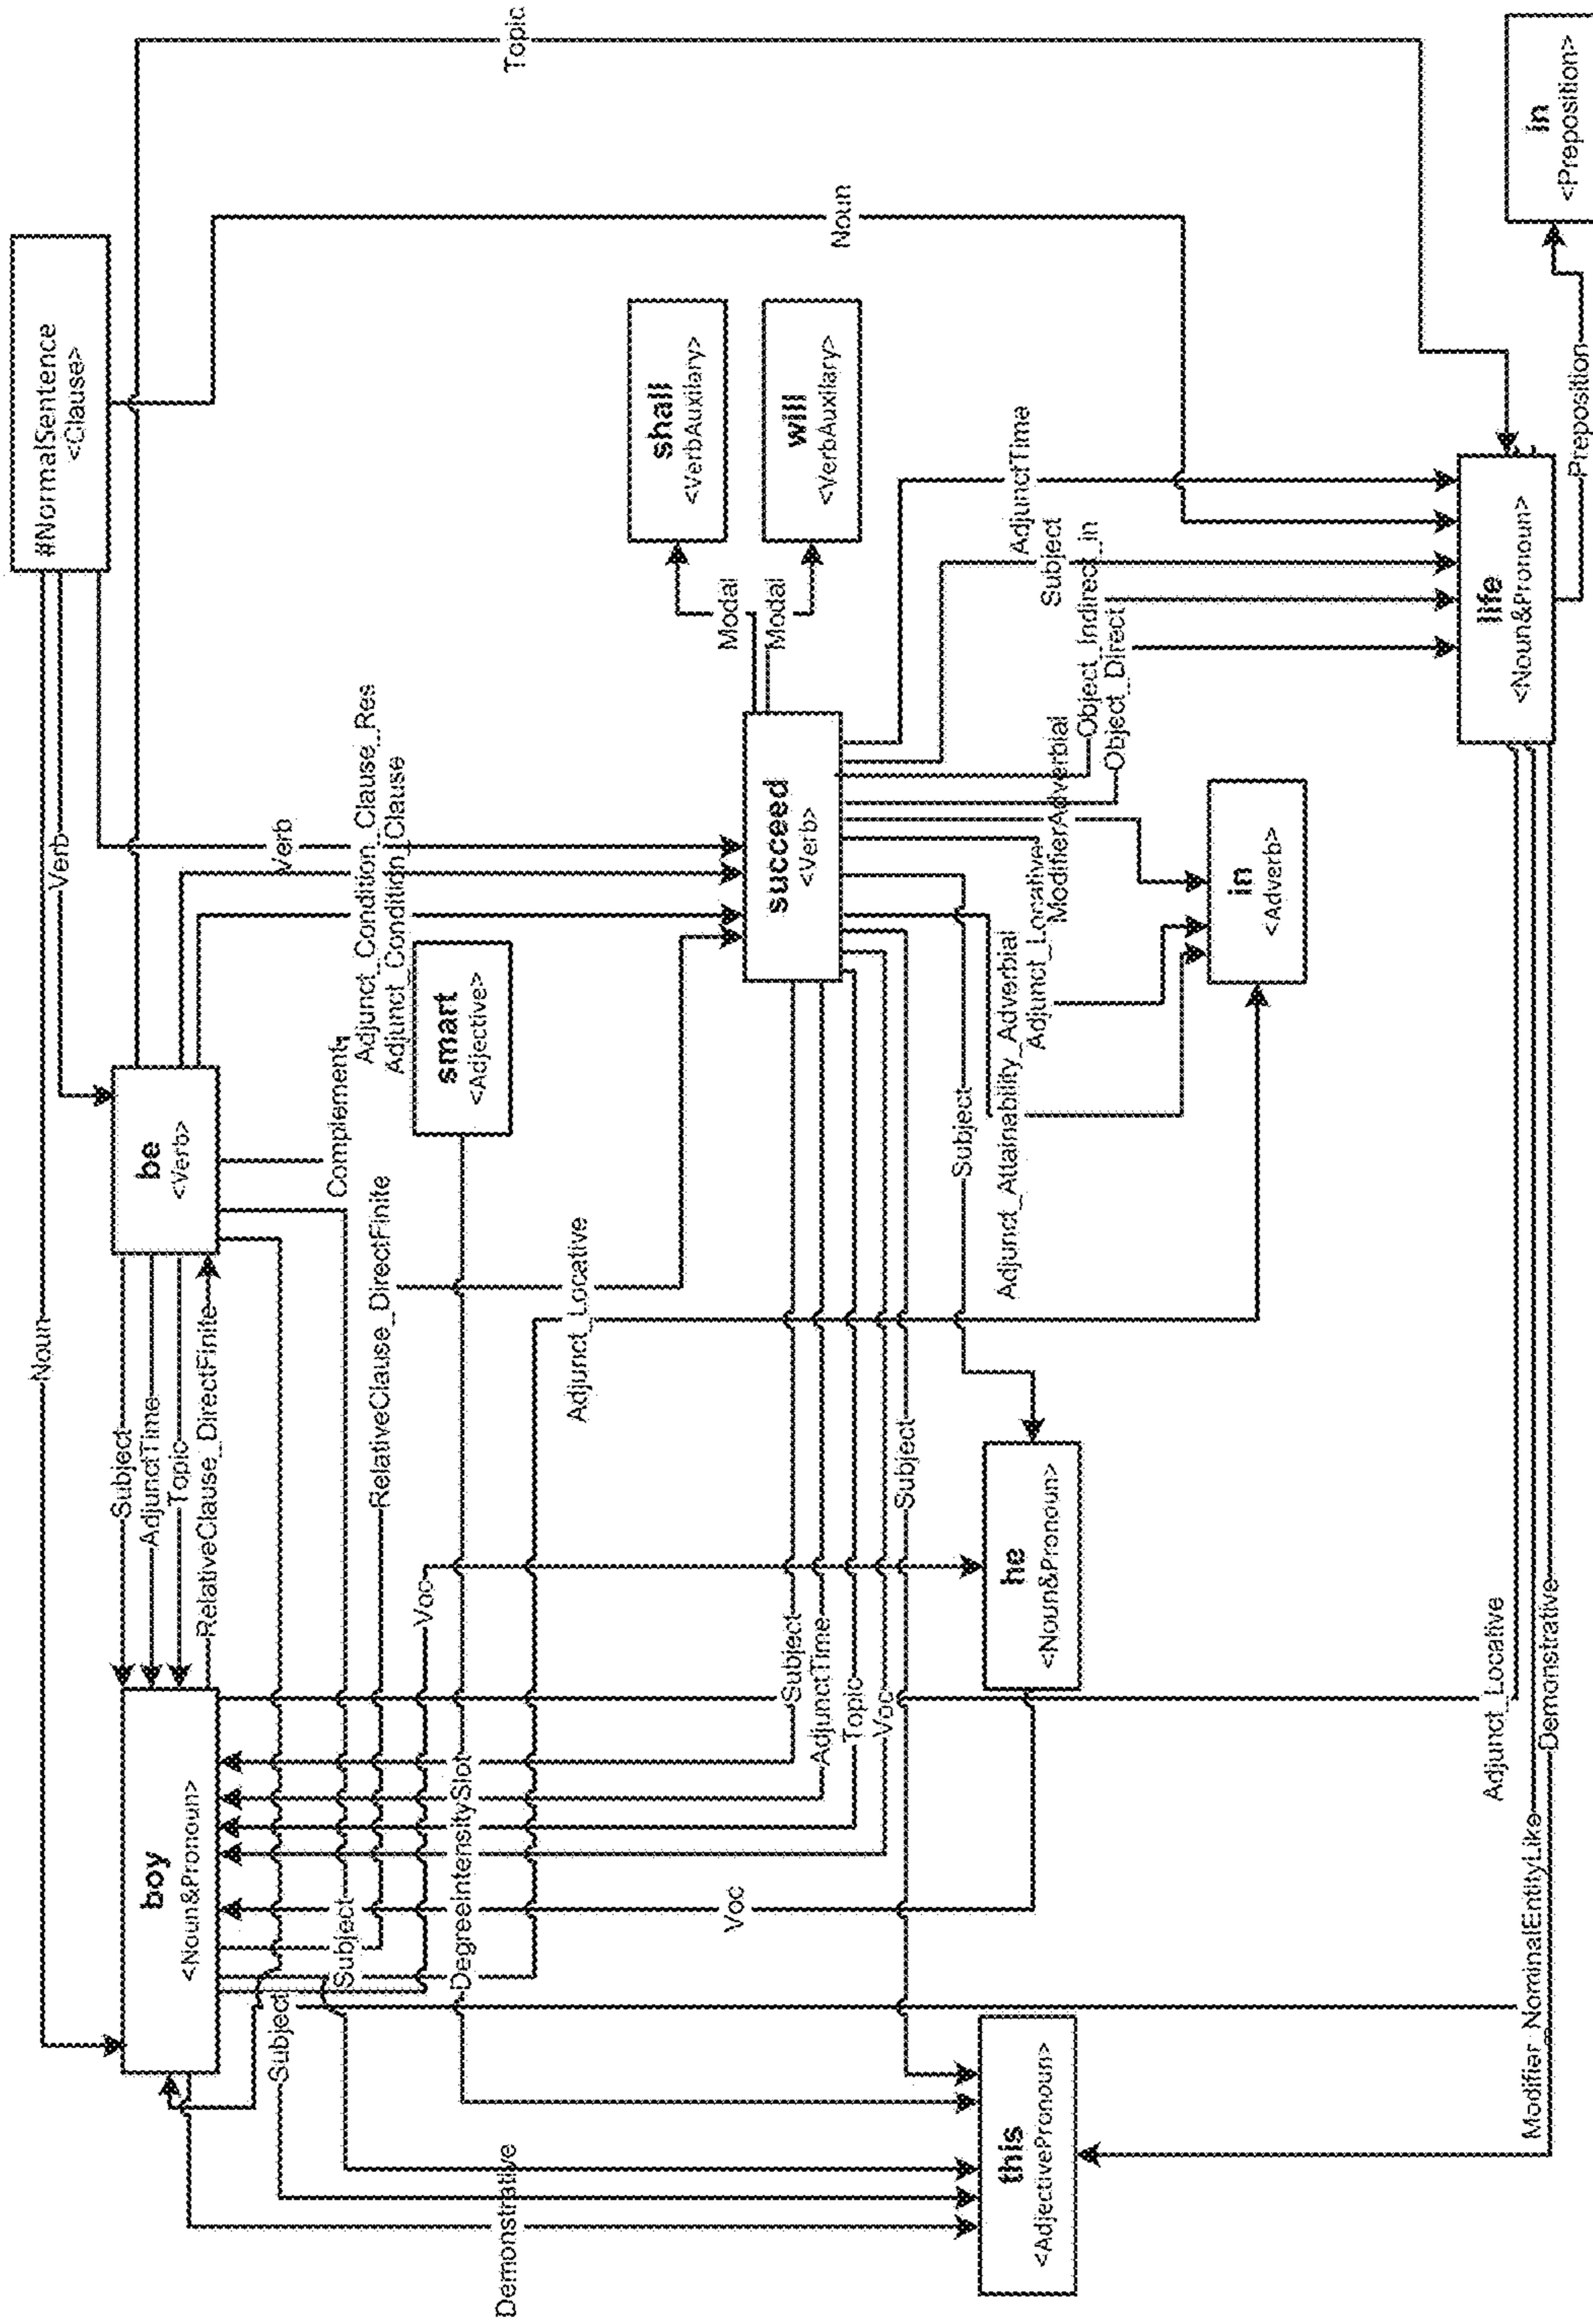 #NormalSentence
<Clause>
Noun
Verb
Verb
Noun
Topic
be
<Verb>
boy
<Noun&Pronoun>
Subject
AdjunctTime
Topic
RelativeClause_DirectFinite
Complement
Adjunct_Condition_Clause_Res
Adjunct_Condition_Clause
smart
<Adjective>
RelativeClause_DirectFinite
Subject
Subject
Voc
DegreeIntensitySlot
Adjunct_Locative
shall
<VerbAuxilary>
will
<VerbAuxilary>
Modal
Modal
succeed
<Verb>
Subject
AdjunctTime
Topic
Voc
Voc
Subject
Subject
Adjunct_Attainability_Adverbial
Adjunct_Locative
ModifierAdverbial
Object_Direct
Object_Indirect_in
Subject
AdjunctTime
Demonstrative
this
<AdjectivePronoun>
he
<Noun&Pronoun>
in
<Adverb>
life
<Noun&Pronoun>
in
<Preposition>
Preposition
Adjunct_Locative
Modifier_NominalEntityLike
Demonstrative